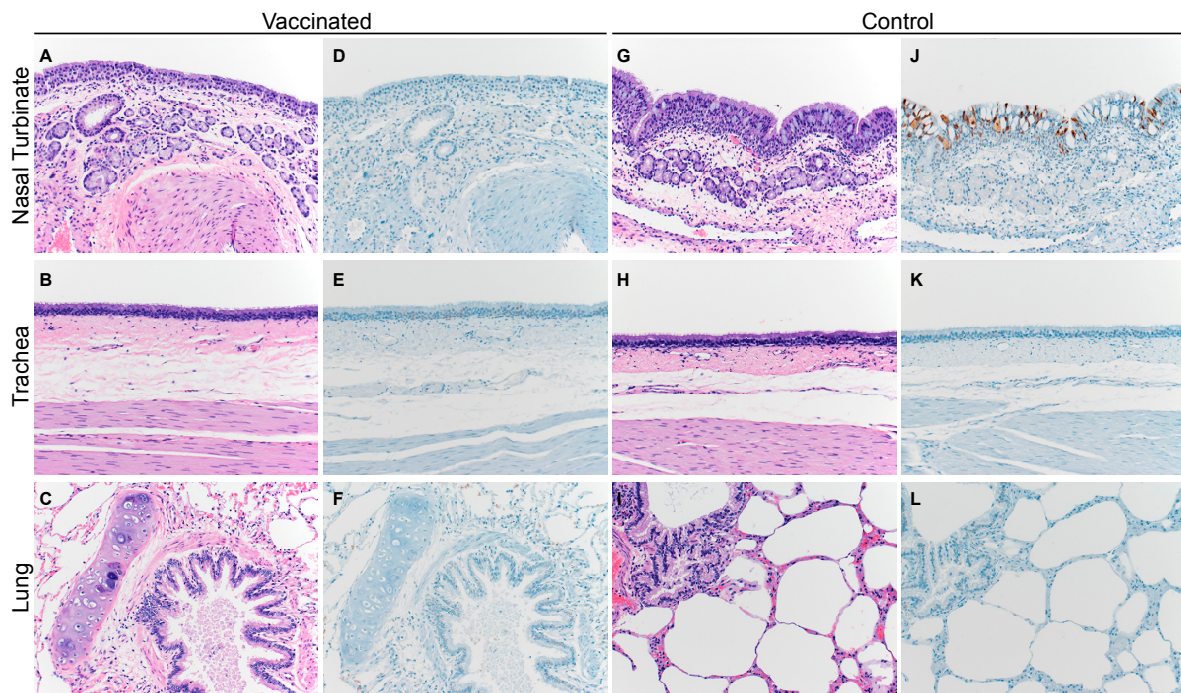 Vaccinated Control
A D G J
Nasal Turbinate
B E H K
Trachea
C F I L
Lung